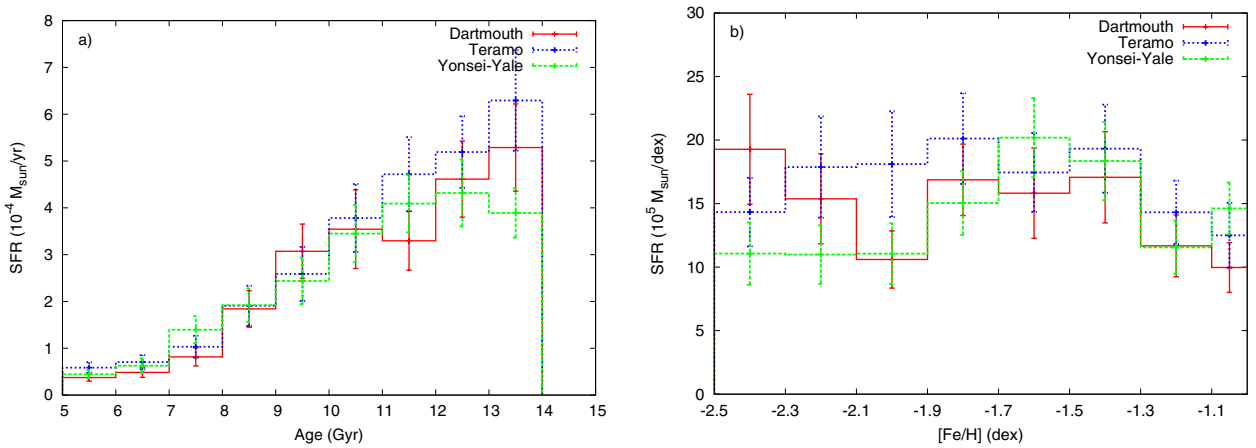 a)
Dartmouth
Teramo
Yonsei-Yale
SFR (10^-4 M_sun/yr)
8
7
6
5
4
3
2
1
0
5 6 7 8 9 10 11 12 13 14 15
Age (Gyr)
b)
Dartmouth
Teramo
Yonsei-Yale
SFR (10^5 M_sun/dex)
30
25
20
15
10
5
0
-2.5 -2.3 -2.1 -1.9 -1.7 -1.5 -1.3 -1.1
[Fe/H] (dex)